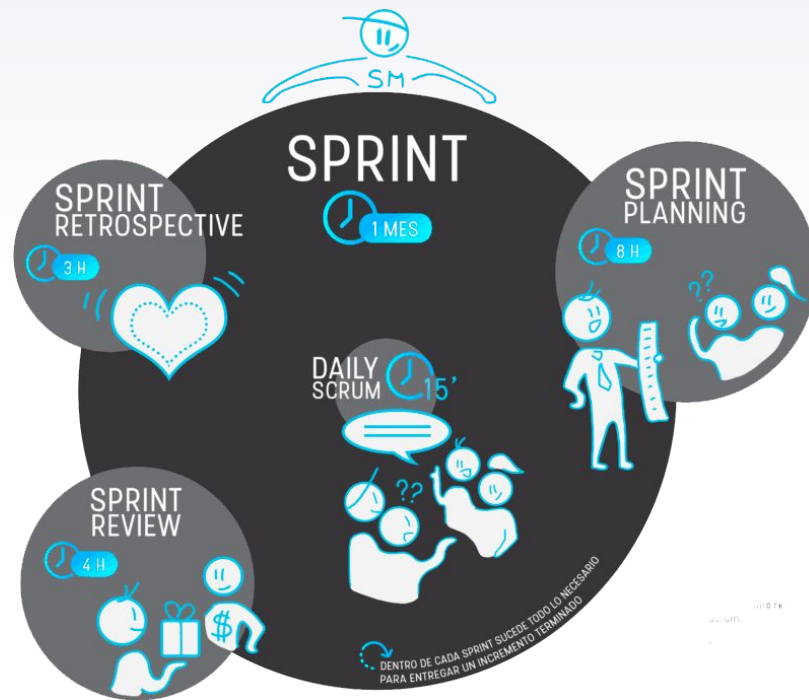 SM
SPRINT
1 MES
SPRINT
RETROSPECTIVE
3 H
SPRINT
PLANNING
8 H
??
DAILY
SCRUM
15'
??
SPRINT
REVIEW
4 H
$
DENTRO DE CADA SPRINT SUCEDE TODO LO NECESARIO
PARA ENTREGAR UN INCREMENTO TERMINADO